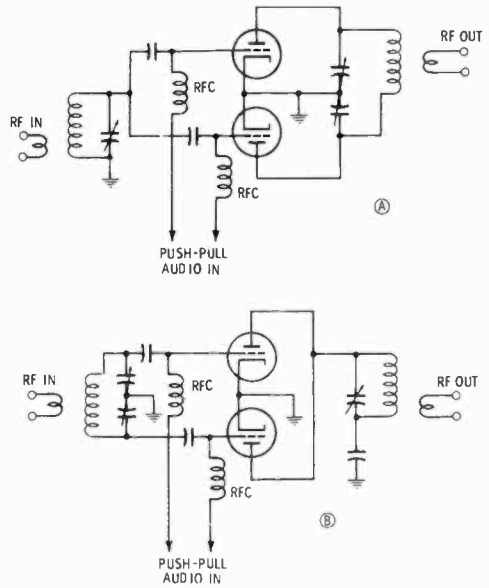 RF OUT
RFC
RF IN
RFC
A
PUSH-PULL
AUDIO IN
RF IN
RFC
RF OUT
RFC
B
PUSH-PULL
AUDIO IN